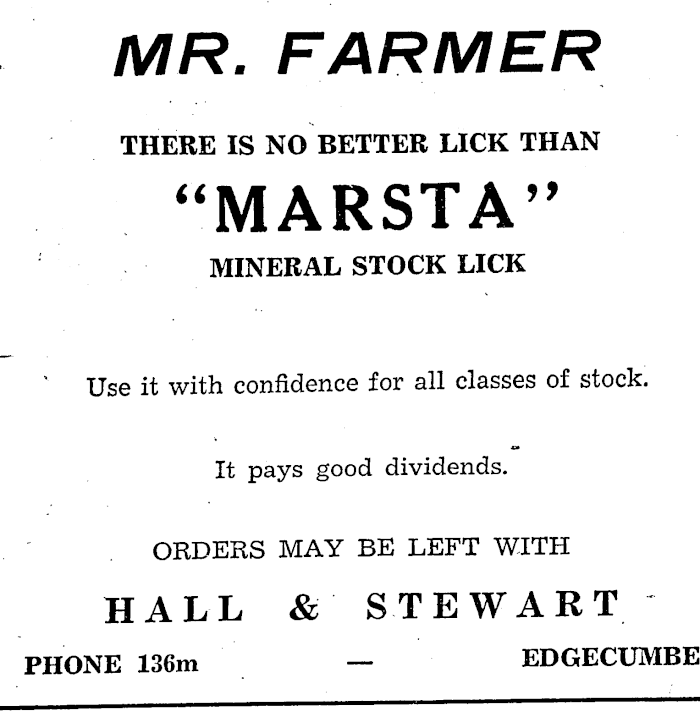 MR. FARMER
THERE IS NO BETTER LICK THAN
“MARSTA”
MINERAL STOCK LICK
Use it with confidence for all classes of stock.
It pays good dividends.
ORDERS MAY BE LEFT WITH
HALL & STEWART
PHONE 136m — EDGECUMBE